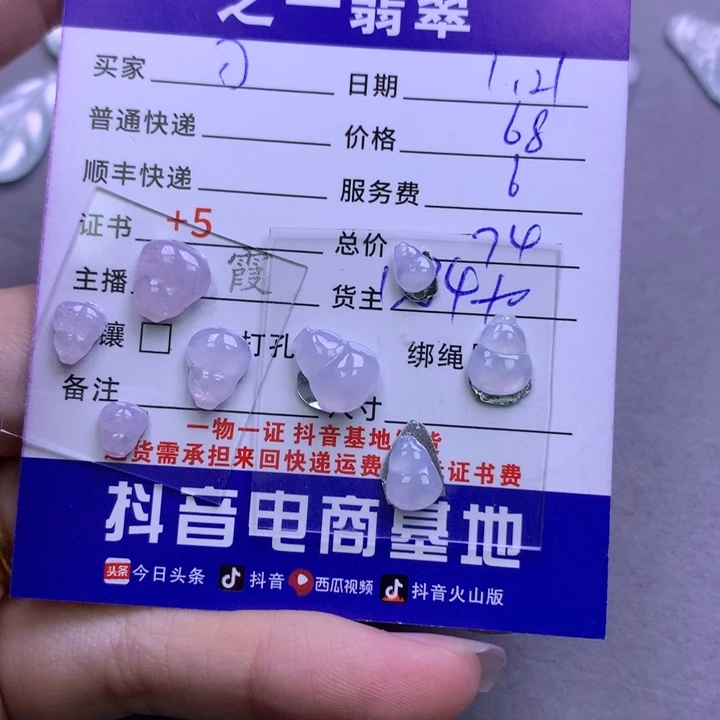 之一翡翠
买家 日期 1.21
普通快递 价格 68
顺丰快递 服务费 6
证书 +5 总价 74
主播 霞 货主
镶 打孔 绑绳
备注 尺寸
一物一证 抖音基地
货需承担来回快递运费 证书费
抖音电商基地
头条 今日头条 抖音 西瓜视频 抖音火山版